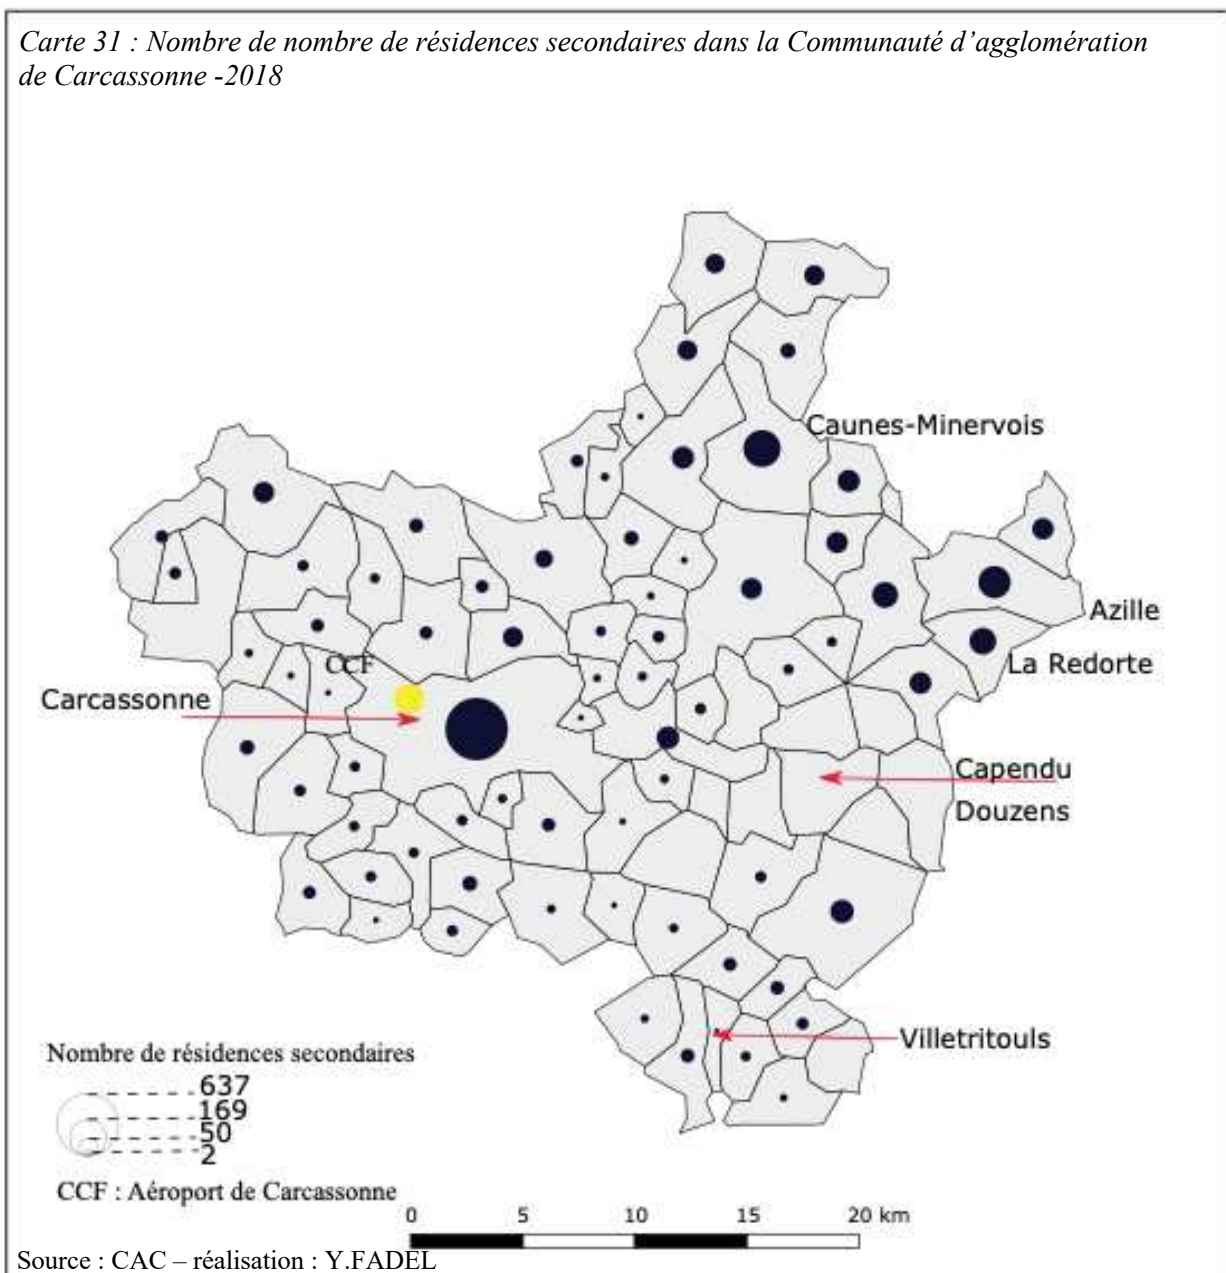 Carte 31 : Nombre de nombre de résidences secondaires dans la Communauté d'agglomération
de Carcassonne -2018
Caunes-Minervois
Azille
La Redorte
CCF
Carcassonne
Capendu
Douzens
Villetritouls
Nombre de résidences secondaires
637
169
50
2
CCF : Aéroport de Carcassonne
0 5 10 15 20 km
Source : CAC – réalisation : Y.FADEL